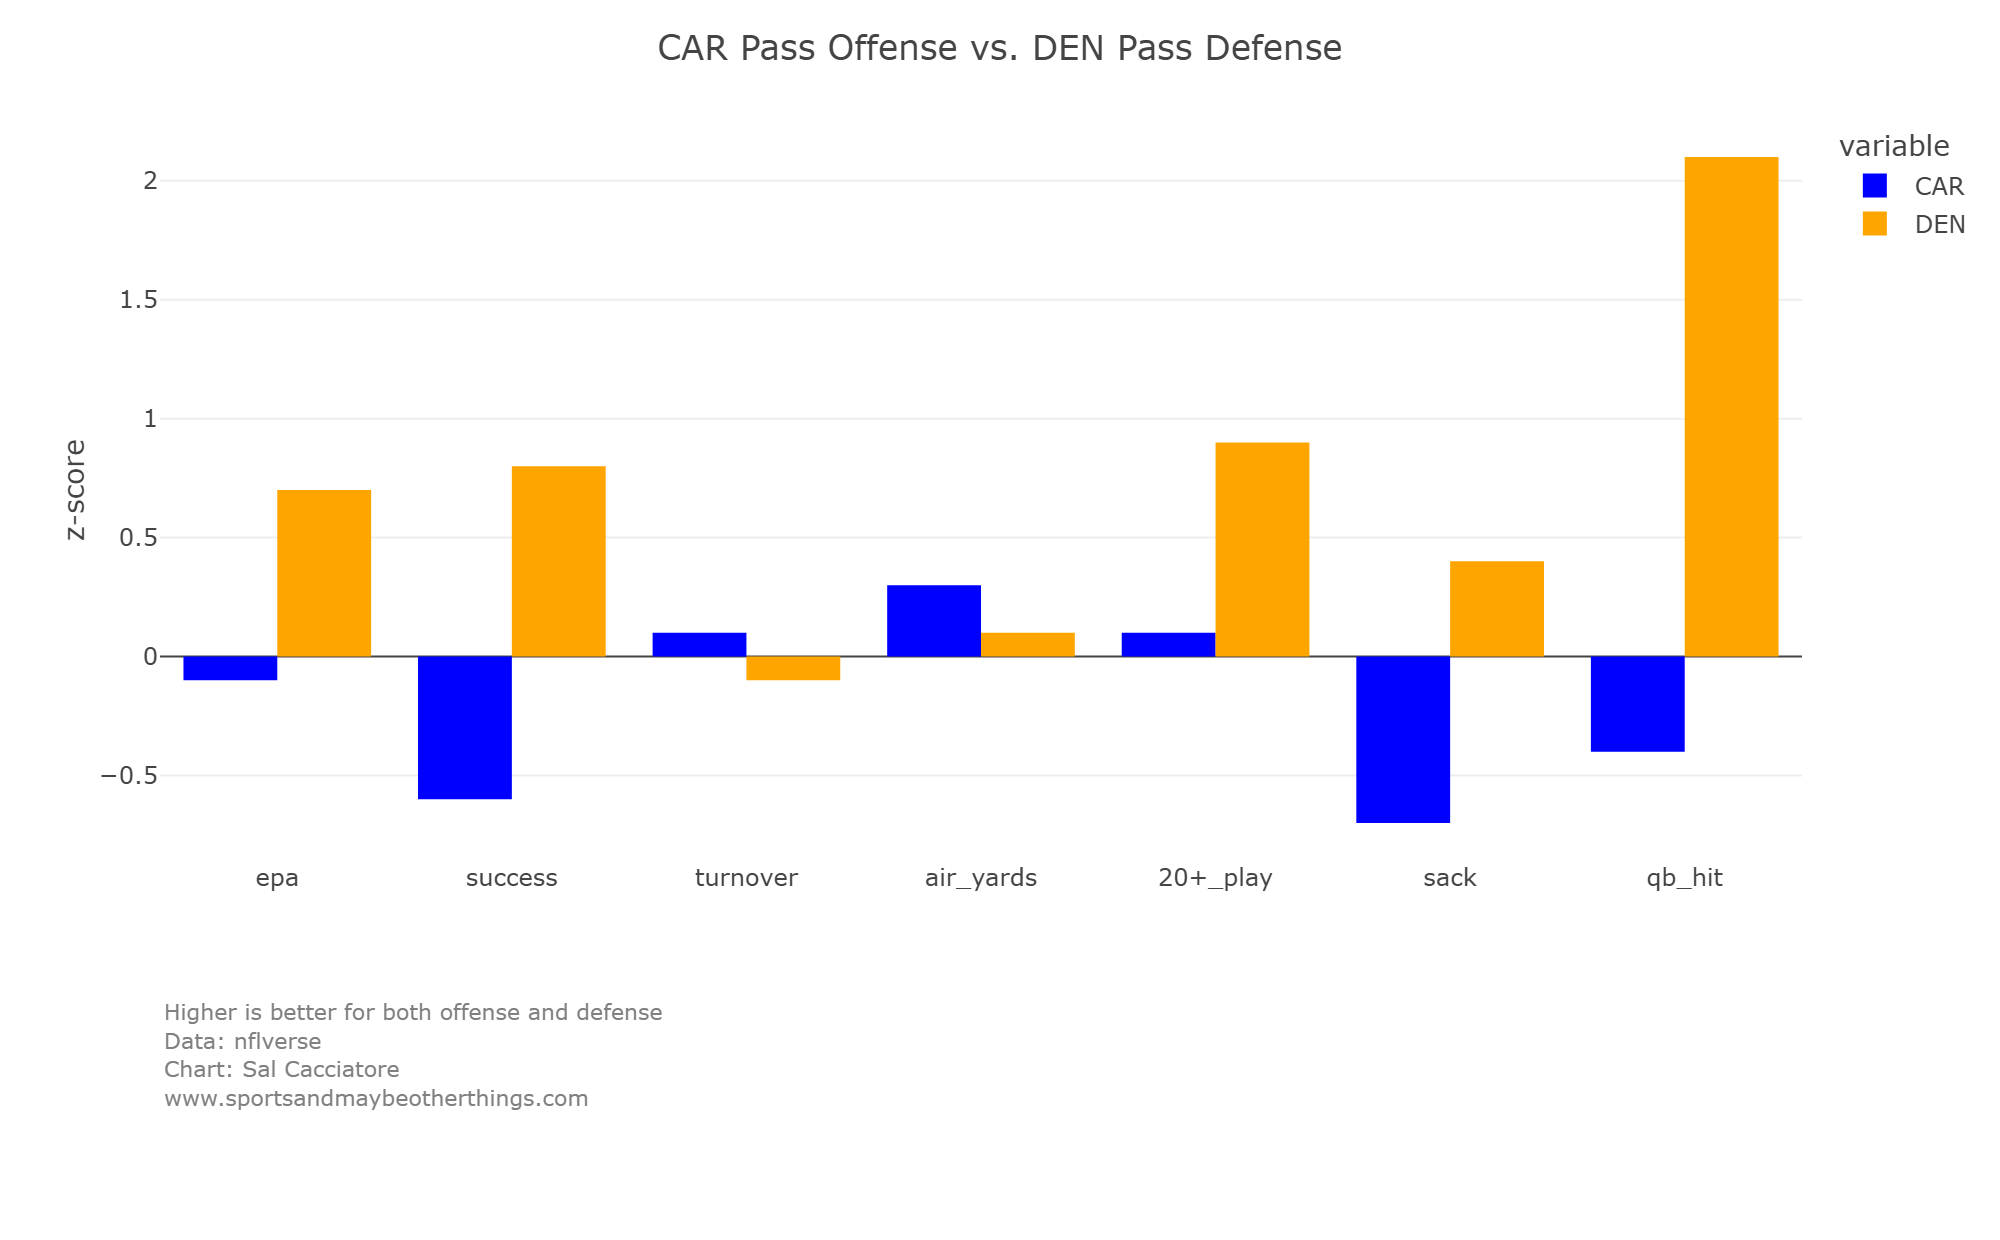 CAR Pass Offense vs. DEN Pass Defense
variable
CAR
DEN
z-score
2
1.5
1
0.5
0
−0.5
epa
success
turnover
air_yards
20+_play
sack
qb_hit
Higher is better for both offense and defense
Data: nflverse
Chart: Sal Cacciatore
www.sportsandmaybeotherthings.com